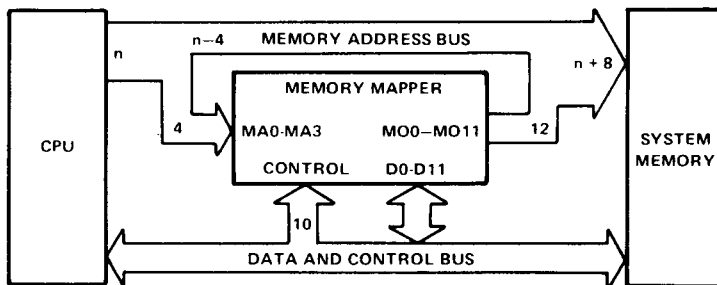 n–4
MEMORY ADDRESS BUS
n
n + 8
MEMORY MAPPER
4
MA0-MA3
MO0–MO11
12
CPU
SYSTEM
MEMORY
CONTROL
D0-D11
10
DATA AND CONTROL BUS